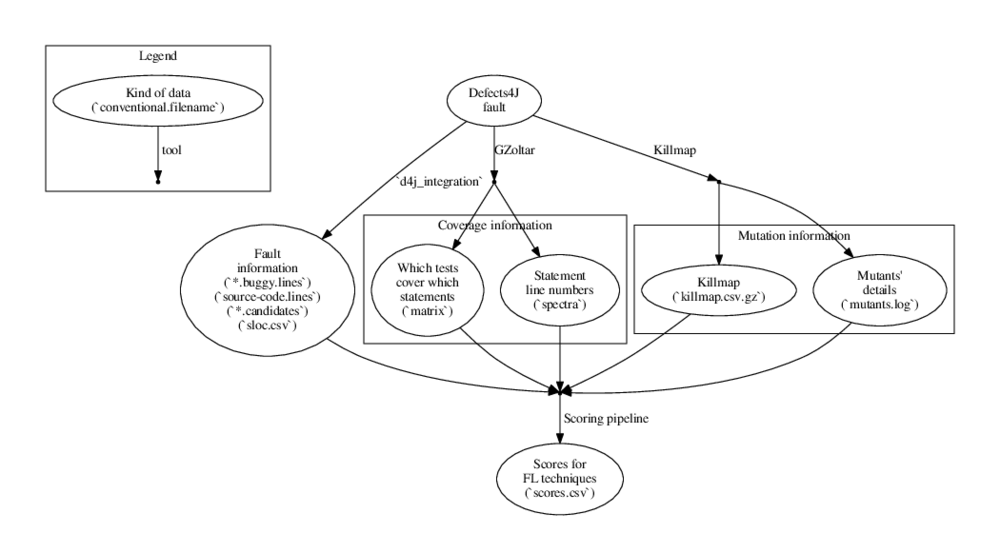 Legend
Kind of data
(`conventional.filename`)
tool
Defects4J
fault
GZoltar
Killmap
`d4j_integration`
Coverage information
Mutation information
Fault
information
(`*.buggy.lines`)
(`source-code.lines`)
(`*.candidates`)
(`sloc.csv`)
Which tests
cover which
statements
(`matrix`)
Statement
line numbers
(`spectra`)
Killmap
(`killmap.csv.gz`)
Mutants'
details
(`mutants.log`)
Scoring pipeline
Scores for
FL techniques
(`scores.csv`)